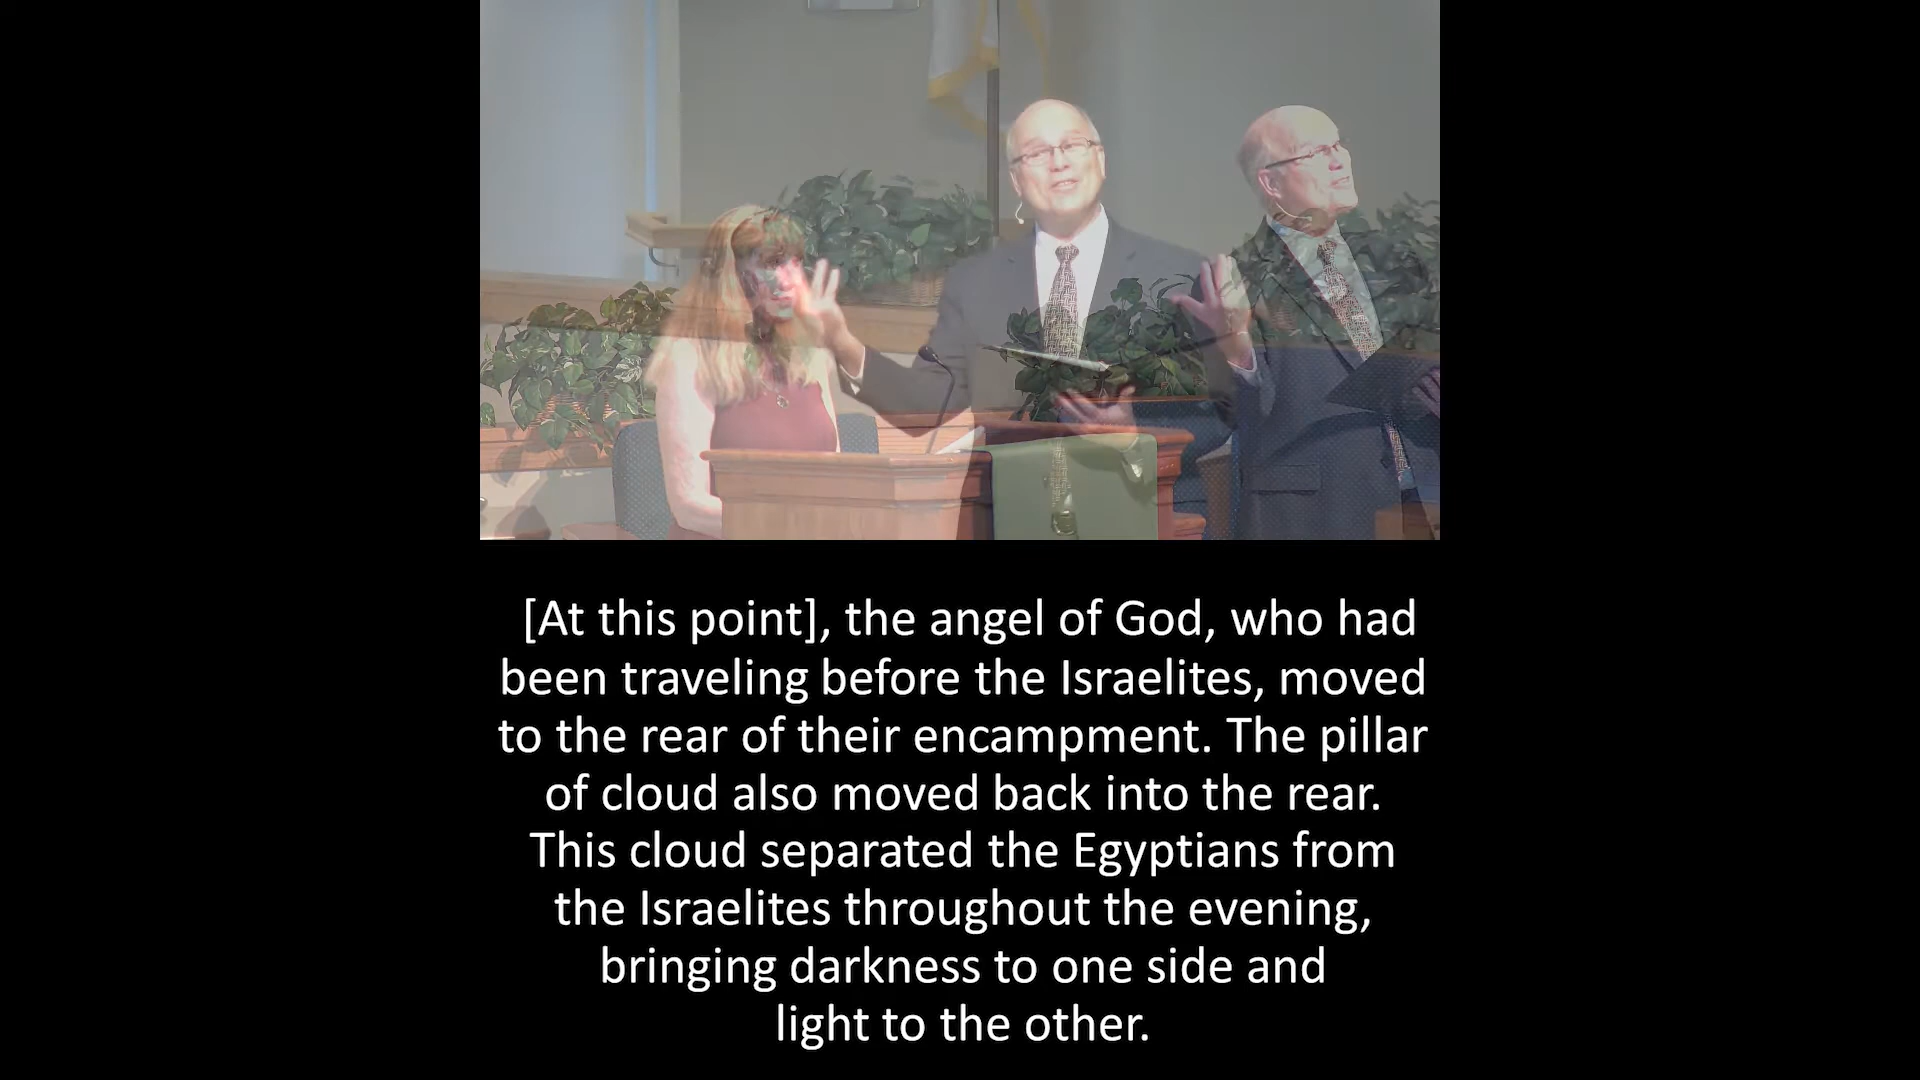 [At this point], the angel of God, who had
been traveling before the Israelites, moved
to the rear of their encampment. The pillar
of cloud also moved back into the rear.
This cloud separated the Egyptians from
the Israelites throughout the evening,
bringing darkness to one side and
light to the other.